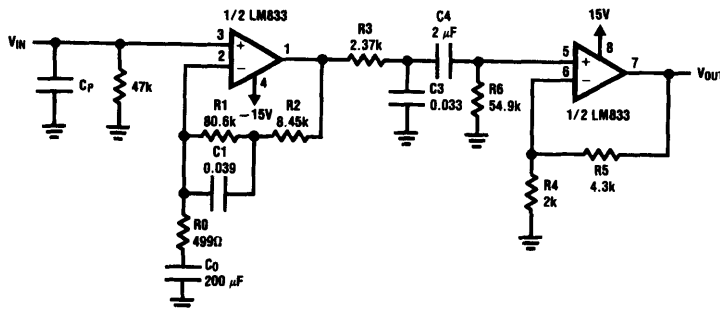 1/2 LM833
VIN
3
+
2
−
1
4
−15V
CP
47k
R1
80.6k
R2
8.45k
C1
0.039
R0
499Ω
C0
200 μF
R3
2.37k
C4
2 μF
C3
0.033
R6
54.9k
15V
8
5
+
6
−
7
VOUT
1/2 LM833
R5
4.3k
R4
2k